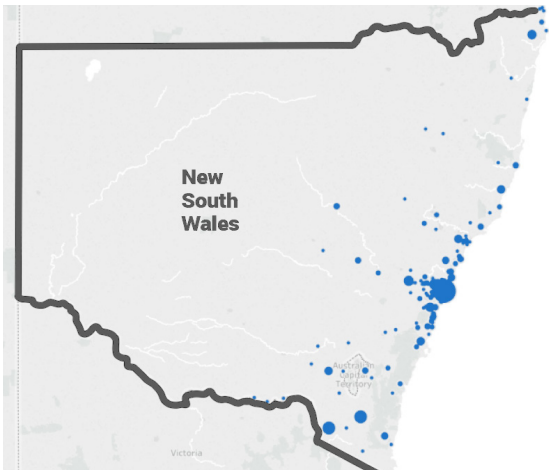 New
South
Wales
Australian
Capital
Territory
Victoria